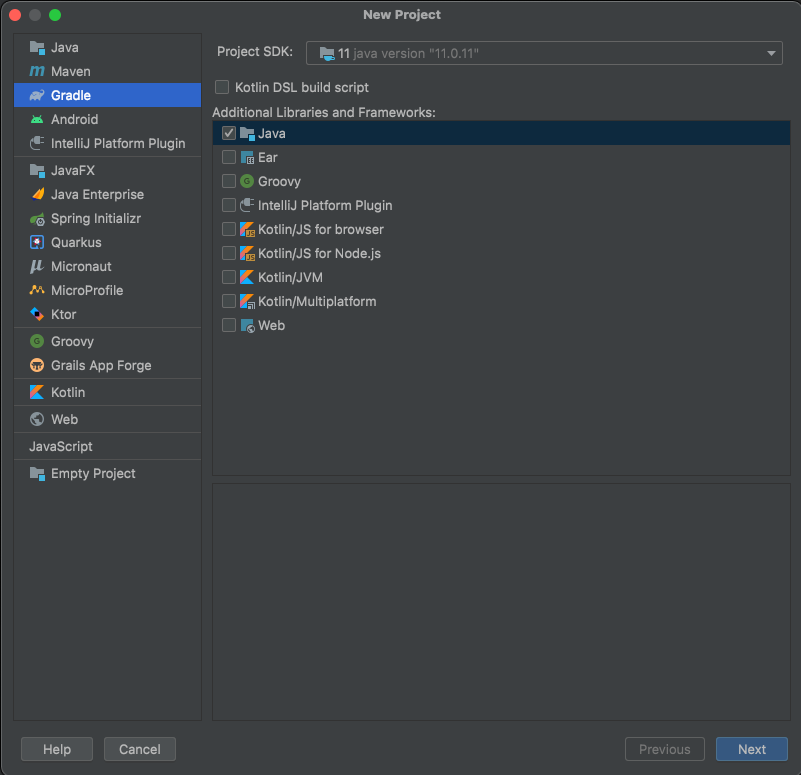 New Project
Java
Maven
Gradle
Android
IntelliJ Platform Plugin
JavaFX
Java Enterprise
Spring Initializr
Quarkus
Micronaut
MicroProfile
Ktor
Groovy
Grails App Forge
Kotlin
Web
JavaScript
Empty Project
Project SDK: 11 java version "11.0.11"
Kotlin DSL build script
Additional Libraries and Frameworks:
Java
Ear
Groovy
IntelliJ Platform Plugin
Kotlin/JS for browser
Kotlin/JS for Node.js
Kotlin/JVM
Kotlin/Multiplatform
Web
Help Cancel Previous Next